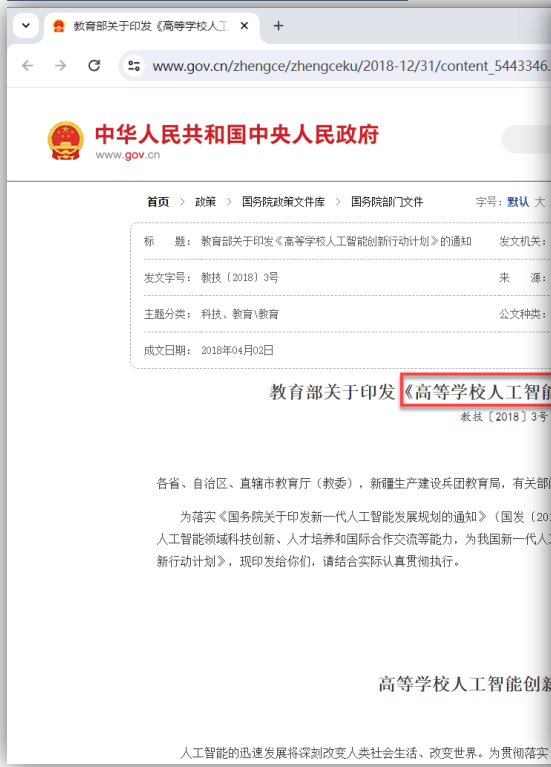 教育部关于印发《高等学校人工
www.gov.cn/zhengce/zhengceku/2018-12/31/content_5443346.
中华人民共和国中央人民政府
www.gov.cn
首页 > 政策 > 国务院政策文件库 > 国务院部门文件 字号：默认 大
标 题： 教育部关于印发《高等学校人工智能创新行动计划》的通知 发文机关：
发文字号： 教技〔2018〕3号 来 源：
主题分类： 科技、教育\教育 公文种类：
成文日期： 2018年04月02日
教育部关于印发《高等学校人工智能
教技〔2018〕3号
各省、自治区、直辖市教育厅（教委），新疆生产建设兵团教育局，有关部
为落实《国务院关于印发新一代人工智能发展规划的通知》（国发〔20
人工智能领域科技创新、人才培养和国际合作交流等能力，为我国新一代人
新行动计划》，现印发给你们，请结合实际认真贯彻执行。
高等学校人工智能创新
人工智能的迅速发展将深刻改变人类社会生活、改变世界。为贯彻落实